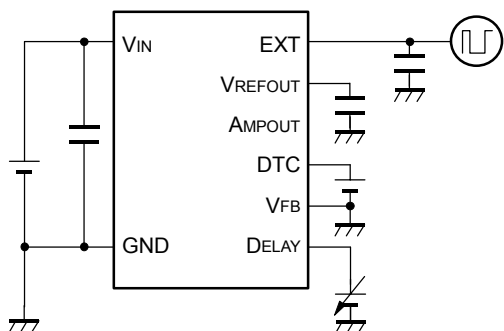 VIN
EXT
VREFOUT
AMPOUT
DTC
VFB
GND
DELAY